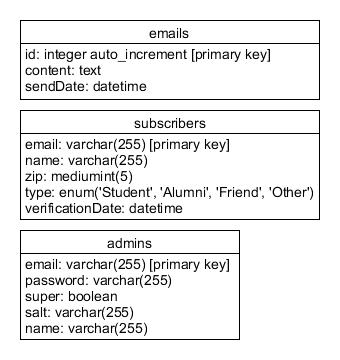 emails
id: integer auto_increment [primary key]
content: text
sendDate: datetime
subscribers
email: varchar(255) [primary key]
name: varchar(255)
zip: mediumint(5)
type: enum('Student', 'Alumni', 'Friend', 'Other')
verificationDate: datetime
admins
email: varchar(255) [primary key]
password: varchar(255)
super: boolean
salt: varchar(255)
name: varchar(255)